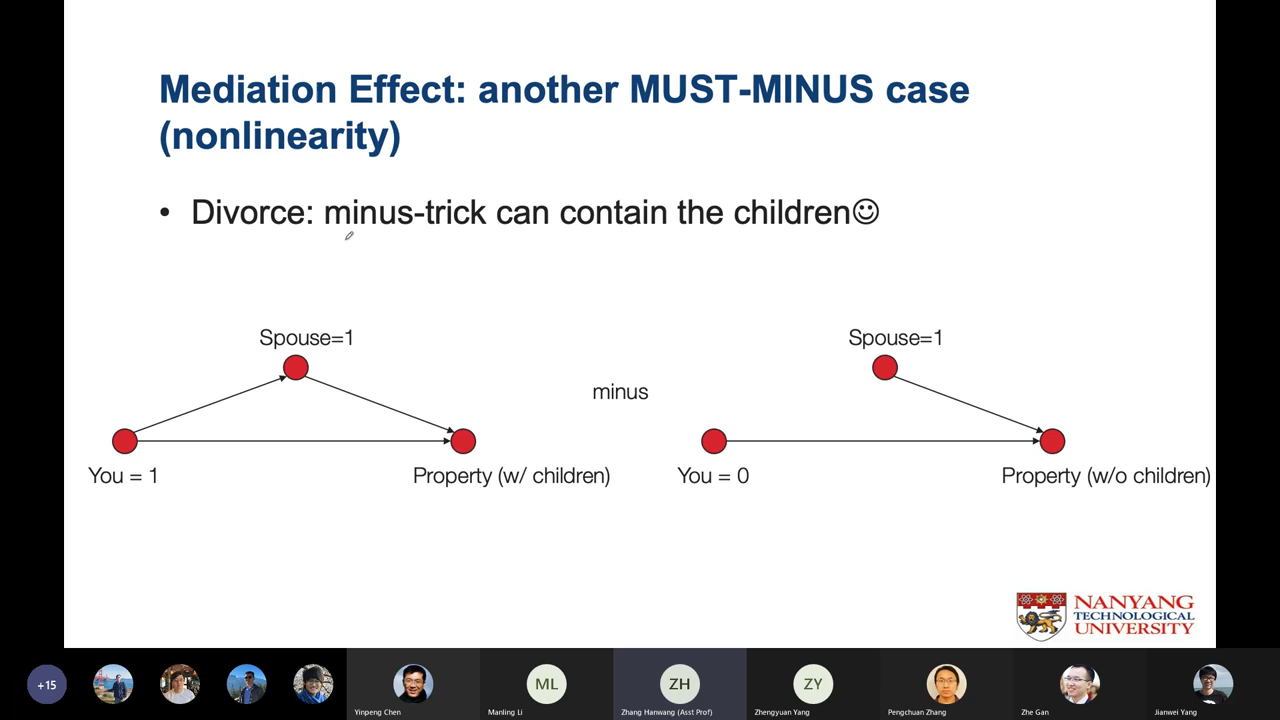 Mediation Effect: another MUST-MINUS case
(nonlinearity)
• Divorce: minus-trick can contain the children☺
Spouse=1
Spouse=1
minus
You = 1
Property (w/ children)
You = 0
Property (w/o children)
NANYANG
TECHNOLOGICAL
UNIVERSITY
+15
ML
ZH
ZY
Yinpeng Chen
Manling Li
Zhang Hanwang (Asst Prof)
Zhengyuan Yang
Pengchuan Zhang
Zhe Gan
Jianwei Yang